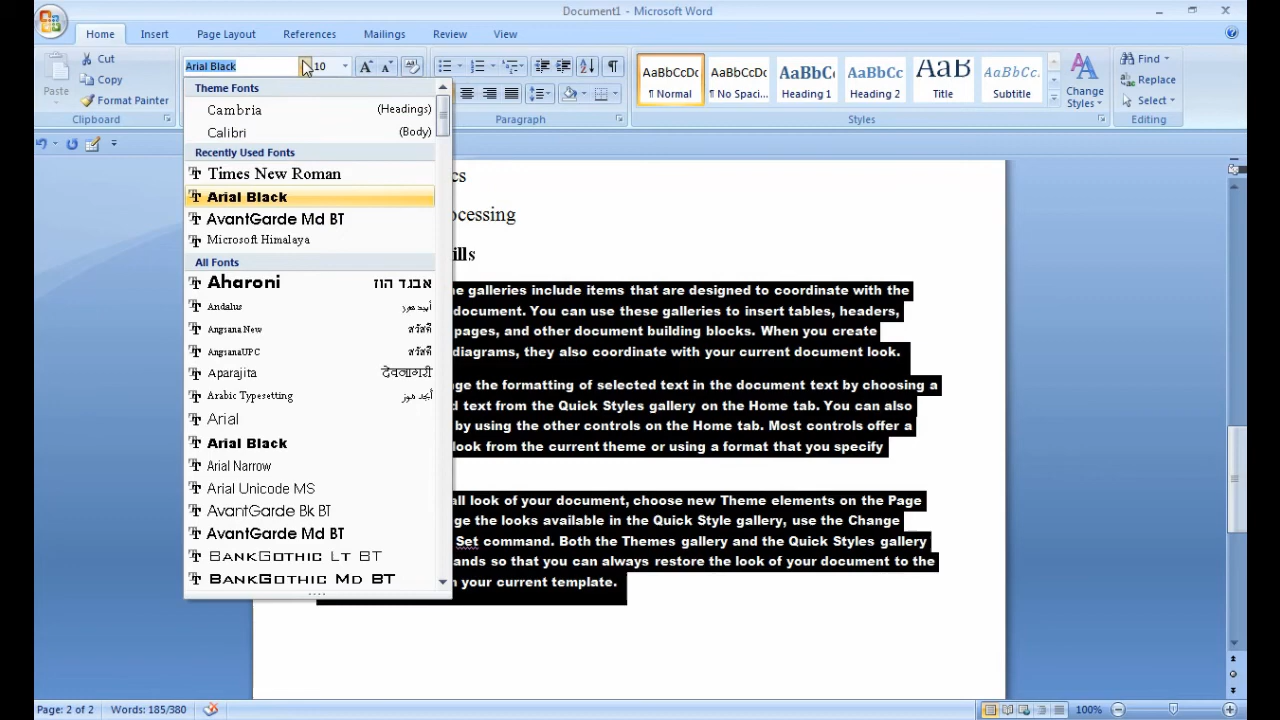 Document1 - Microsoft Word
Home Insert Page Layout References Mailings Review View
Cut
Copy
Paste
Format Painter
Clipboard
Arial Black 10
Paragraph
AaBbCcDc AaBbCcDc AaBbCc AaBbCc AaB AaBbCc.
¶ Normal ¶ No Spaci... Heading 1 Heading 2 Title Subtitle
Change
Styles
Styles
Find
Replace
Select
Editing
Theme Fonts
Cambria (Headings)
Calibri (Body)
Recently Used Fonts
Times New Roman
Arial Black
AvantGarde Md BT
Microsoft Himalaya
All Fonts
Aharoni אבגד הוז
Andalus أبجد هوز
Angsana New สวัสดี
AngsanaUPC สวัสดี
Aparajita देवनागरी
Arabic Typesetting أبجد هوز
Arial
Arial Black
Arial Narrow
Arial Unicode MS
AvantGarde Bk BT
AvantGarde Md BT
BankGothic Lt BT
BankGothic Md BT
cs
ocessing
ills
e galleries include items that are designed to coordinate with the
document. You can use these galleries to insert tables, headers,
pages, and other document building blocks. When you create
diagrams, they also coordinate with your current document look.
ge the formatting of selected text in the document text by choosing a
d text from the Quick Styles gallery on the Home tab. You can also
by using the other controls on the Home tab. Most controls offer a
look from the current theme or using a format that you specify
all look of your document, choose new Theme elements on the Page
ge the looks available in the Quick Style gallery, use the Change
Set command. Both the Themes gallery and the Quick Styles gallery
ands so that you can always restore the look of your document to the
n your current template.
Page: 2 of 2 Words: 185/380 100%